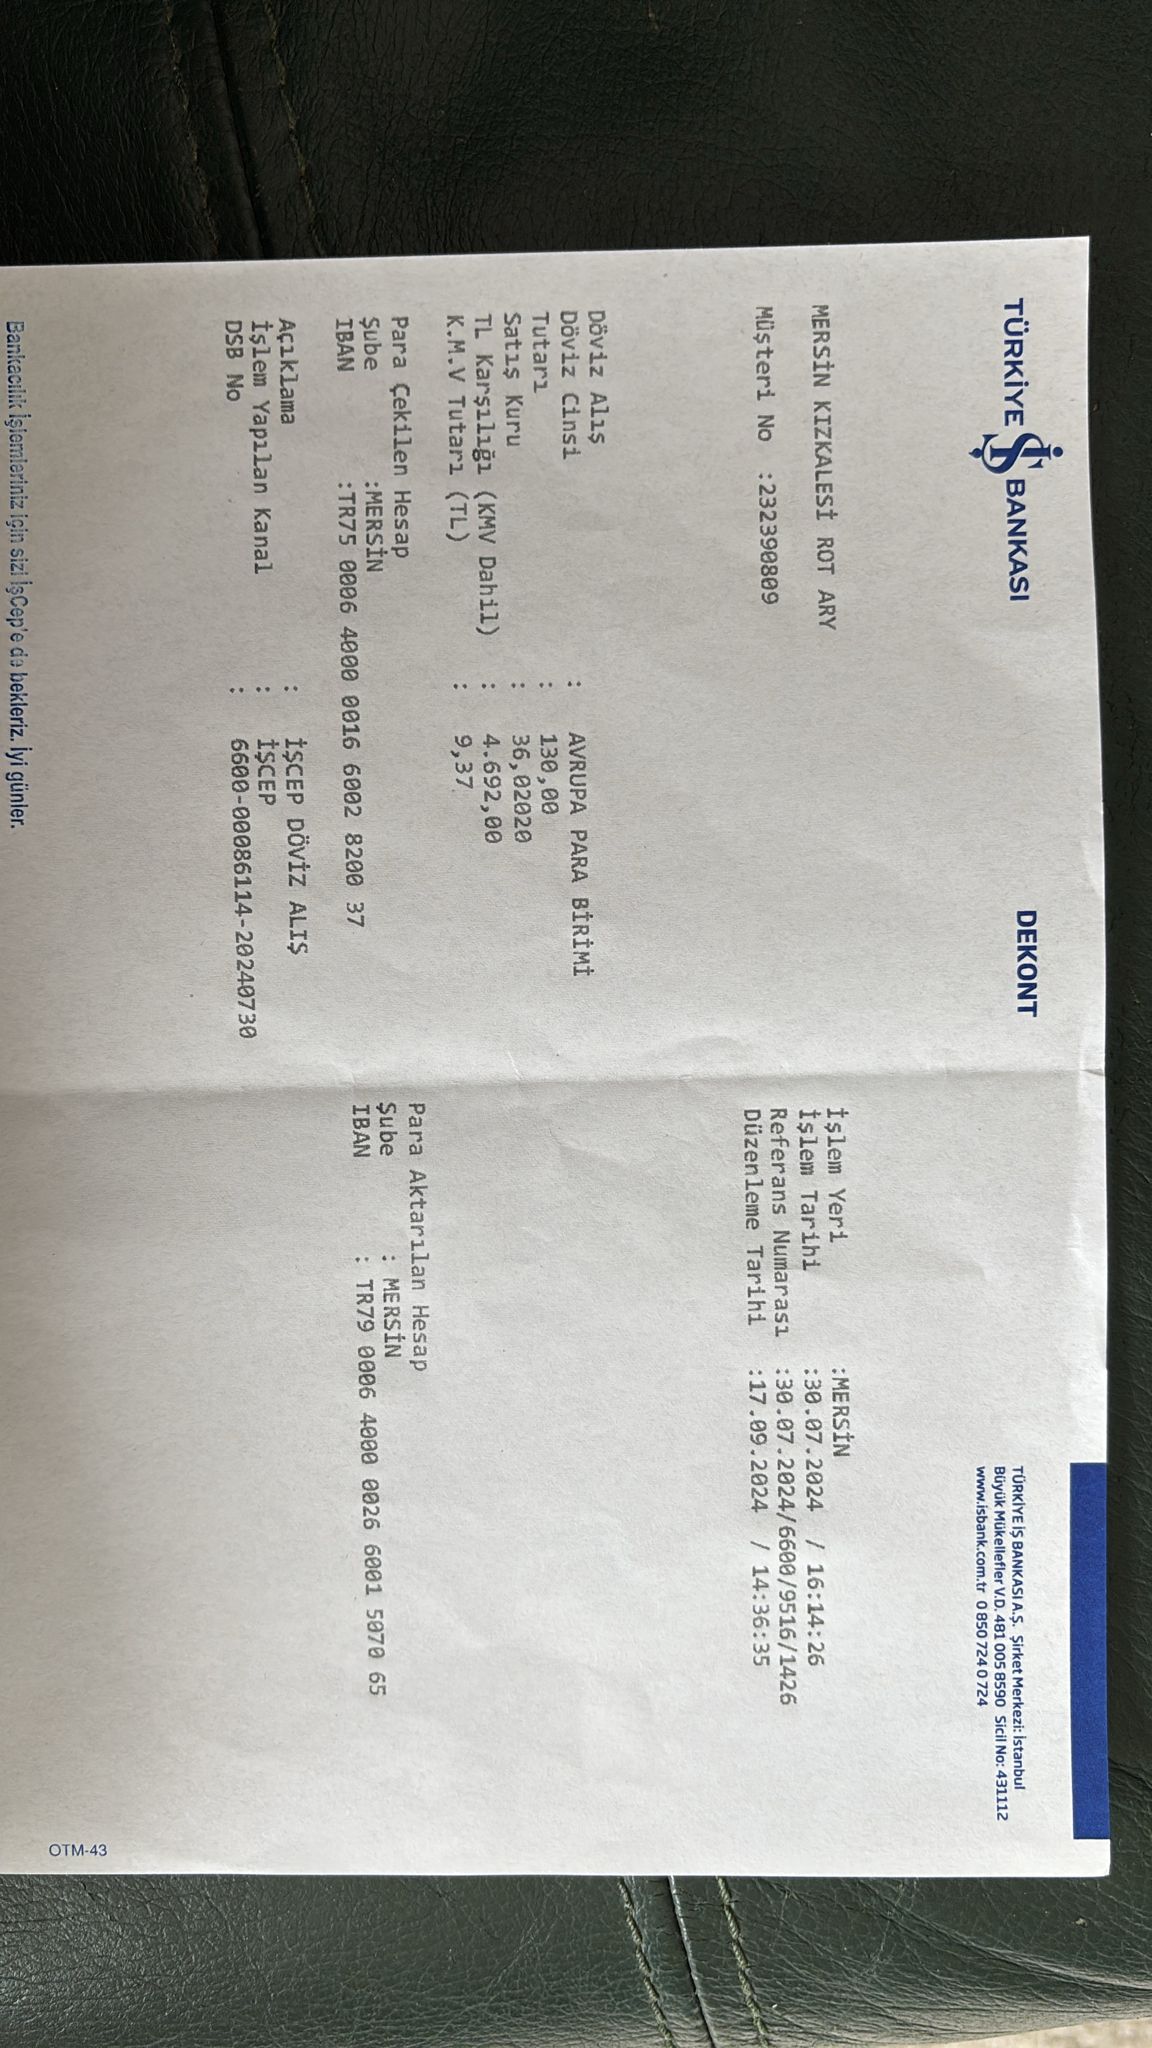 TÜRKİYE İŞ BANKASI
DEKONT
TÜRKİYE İŞ BANKASI A.Ş. Şirket Merkezi: İstanbul
Büyük Mükellefler V.D. 481 005 8590 Sicil No: 431112
www.isbank.com.tr 0 850 724 0 724
MERSİN KIZKALESİ ROT ARY
Müşteri No :232390809
İşlem Yeri :MERSİN
İşlem Tarihi :30.07.2024 / 16:14:26
Referans Numarası :30.07.2024/6600/9516/1426
Düzenleme Tarihi :17.09.2024 / 14:36:35
Döviz Alış
Döviz Cinsi : AVRUPA PARA BİRİMİ
Tutarı : 130,00
Satış Kuru : 36,02020
TL Karşılığı (KMV Dahil) : 4.692,00
K.M.V Tutarı (TL) : 9,37
Para Çekilen Hesap
Şube :MERSİN
IBAN :TR75 0006 4000 0016 6002 8200 37
Para Aktarılan Hesap
Şube : MERSİN
IBAN : TR79 0006 4000 0026 6001 5070 65
Açıklama : İŞCEP DÖVİZ ALIŞ
İşlem Yapılan Kanal : İŞCEP
DSB No : 6600-00086114-20240730
Bankacılık işlemleriniz için sizi İşCep'e de bekleriz. İyi günler.
OTM-43